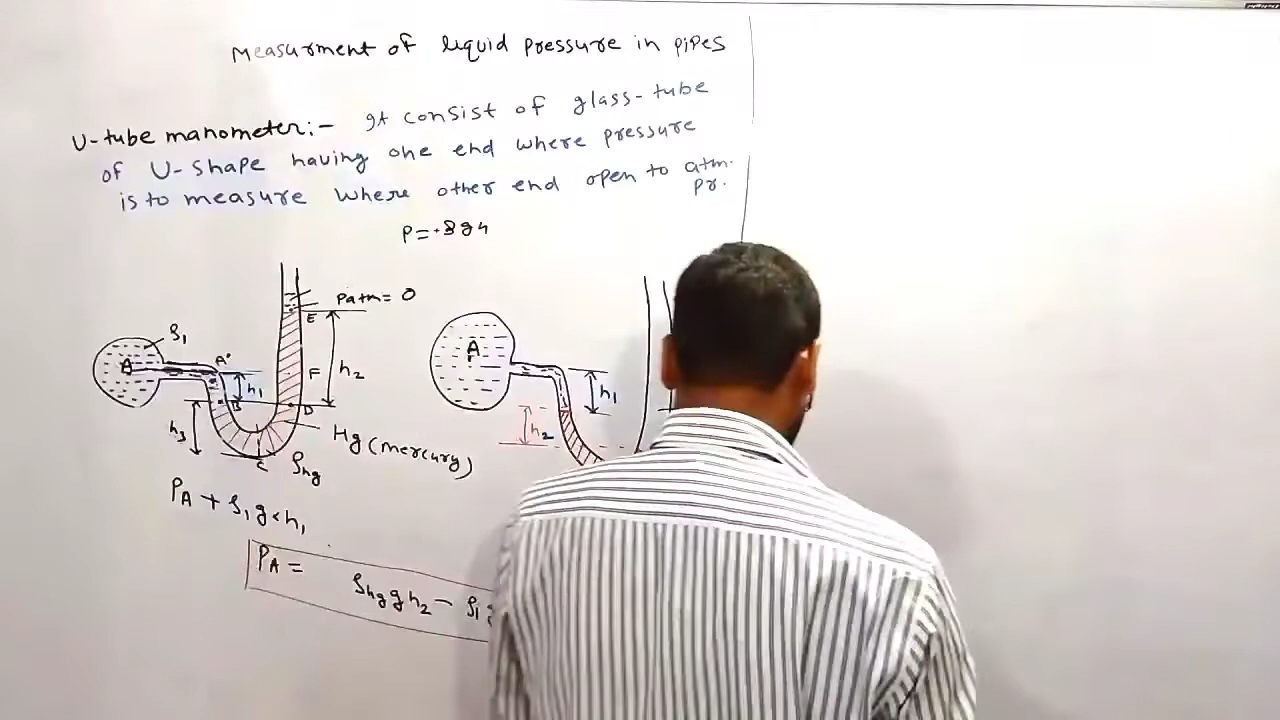 Measurment of liquid pressure in pipes
U-tube manometer:- It consist of glass-tube
of U-shape having one end where pressure
is to measure where other end open to atm.
pr.
Patm = 0
E
ρ1
A
A'
h1
F
h2
B
D
h3
C
Hg (mercury)
ρhg
A
h1
h2
PA + ρ1 g × h1
PA =
ρhg g h2 - ρ1